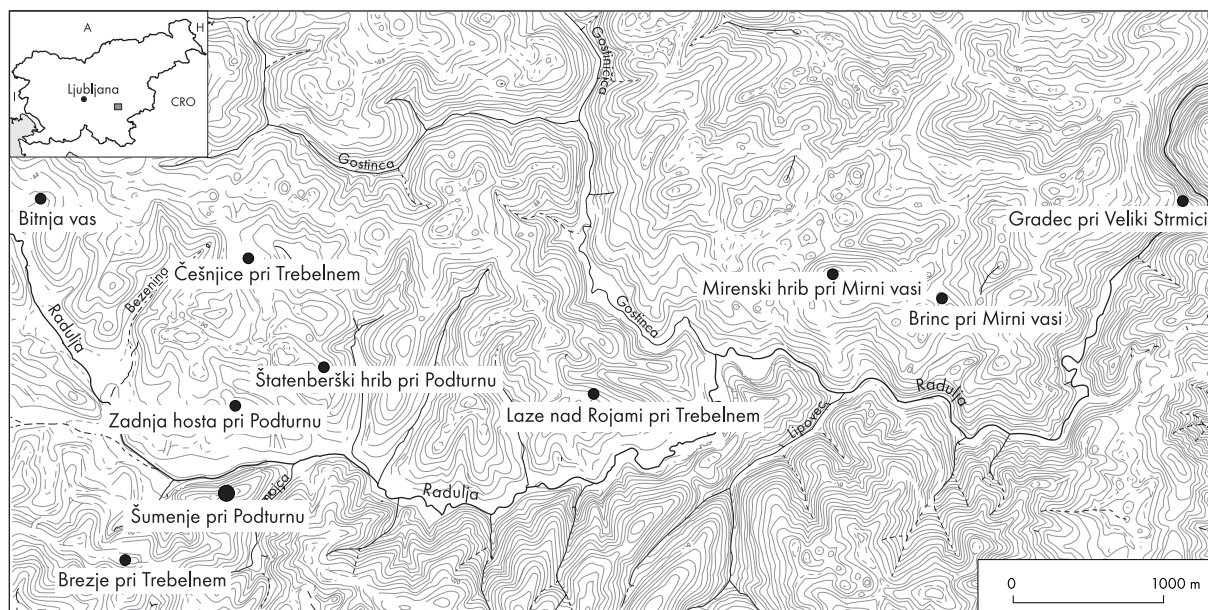 A
H
Ljubljana
I
CRO
Gostinčica
Gostinca
Bitnja vas
Gradec pri Veliki Strmici
Češnjice pri Trebelnem
Bezenina
Mirenski hrib pri Mirni vasi
Brinc pri Mirni vasi
Radulja
Gostinca
Štatenberški hrib pri Podturnu
Radulja
Zadnja hosta pri Podturnu
Laze nad Rojami pri Trebelnem
Lipovec
Radulja
Šumenje pri Podturnu
Brezje pri Trebelnem
0 1000 m